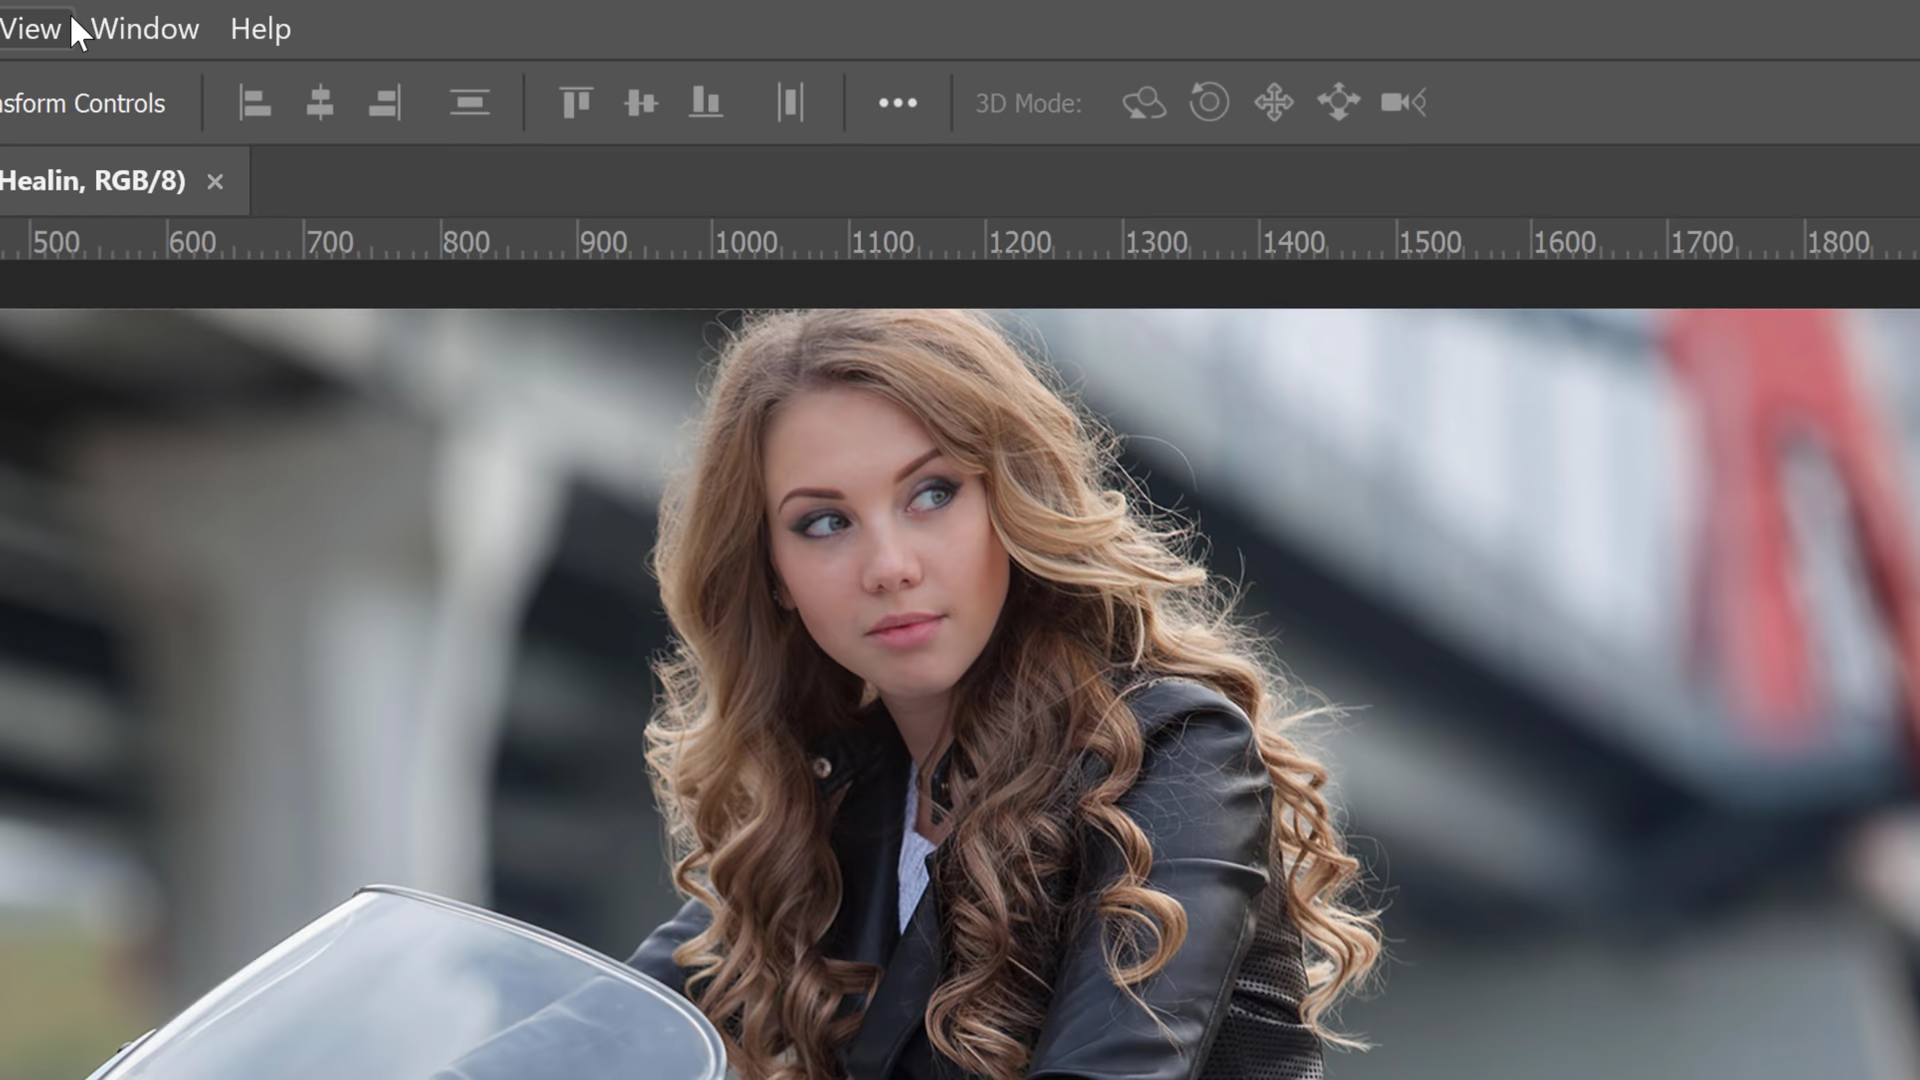 View Window Help
nsform Controls
••• 3D Mode:
Healin, RGB/8) ×
500 600 700 800 900 1000 1100 1200 1300 1400 1500 1600 1700 1800